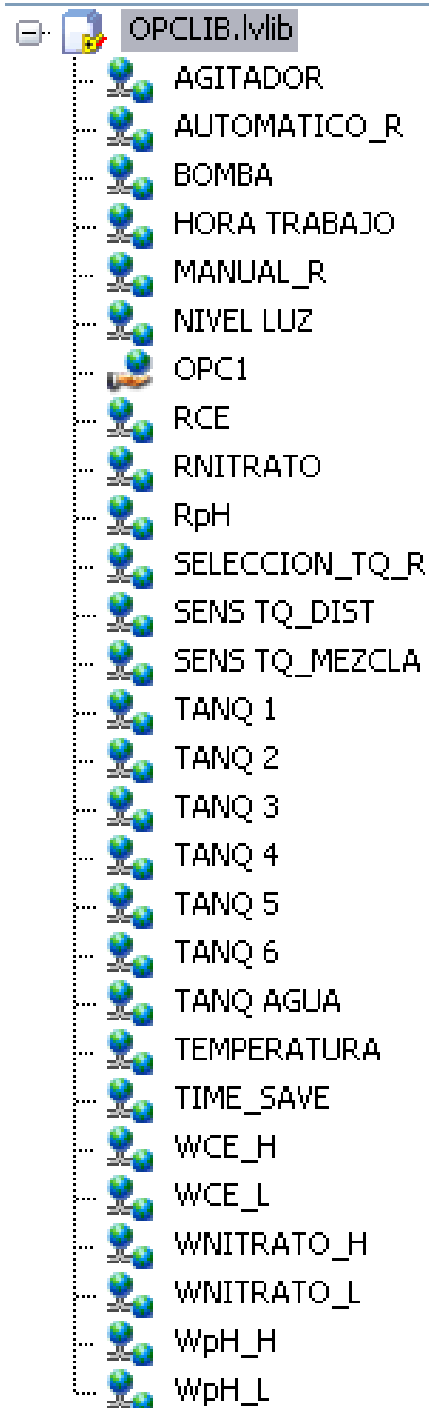 OPCLIB.lvlib
AGITADOR
AUTOMATICO_R
BOMBA
HORA TRABAJO
MANUAL_R
NIVEL LUZ
OPC1
RCE
RNITRATO
RpH
SELECCION_TQ_R
SENS TQ_DIST
SENS TQ_MEZCLA
TANQ 1
TANQ 2
TANQ 3
TANQ 4
TANQ 5
TANQ 6
TANQ AGUA
TEMPERATURA
TIME_SAVE
WCE_H
WCE_L
WNITRATO_H
WNITRATO_L
WpH_H
WpH_L